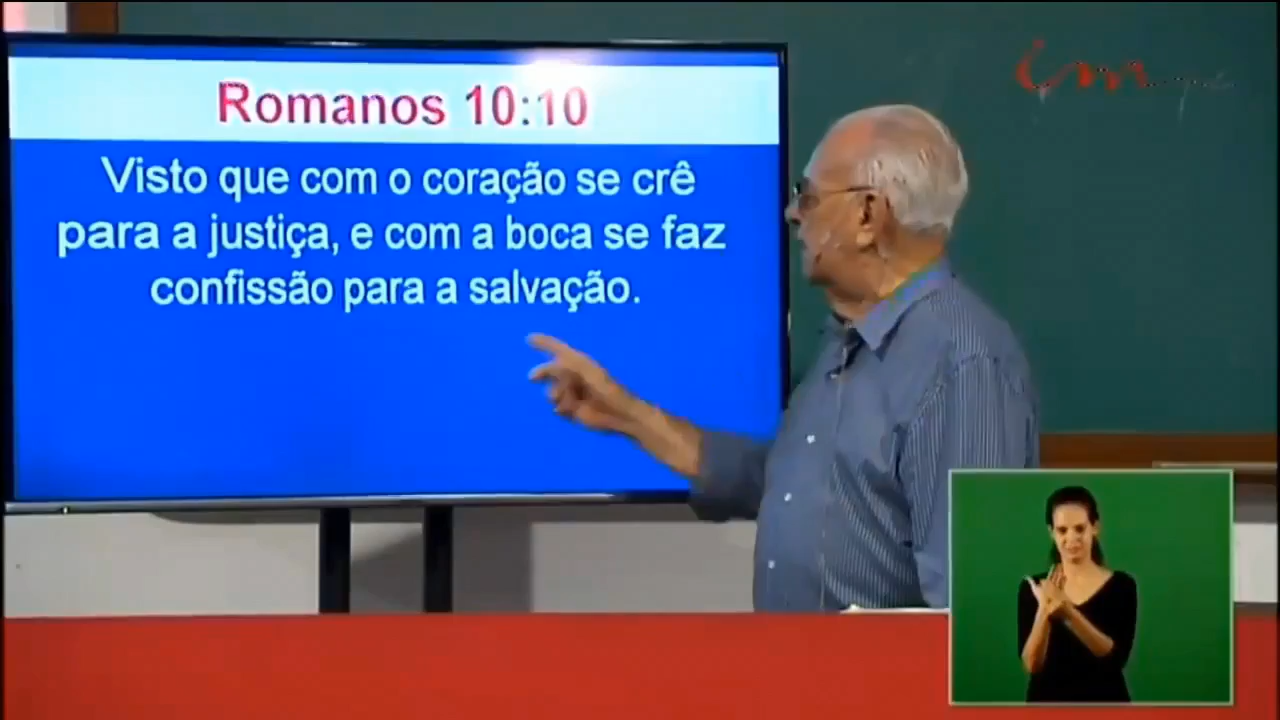 Romanos 10:10
Visto que com o coração se crê
para a justiça, e com a boca se faz
confissão para a salvação.